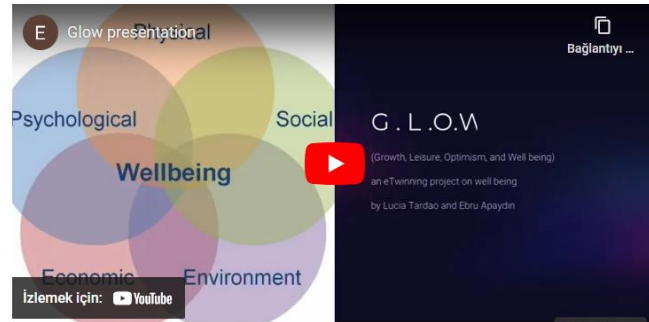 E Glow presentation
Physical
Bağlantıyı ...
Psychological
Social
Wellbeing
Economic
Environment
G.L.O.W
(Growth, Leisure, Optimism, and Well being)
an eTwinning project on well being
by Lucia Tardao and Ebru Apaydın
İzlemek için: YouTube